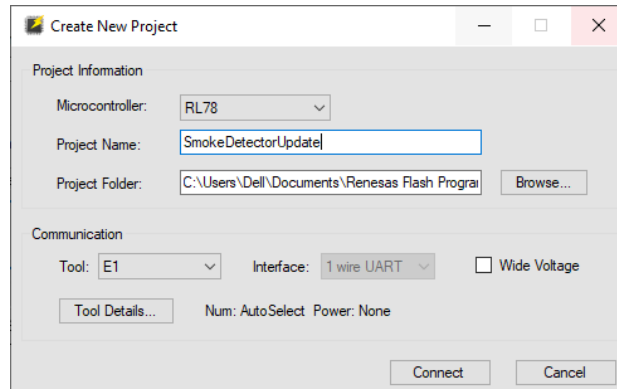 Create New Project
Project Information
Microcontroller: RL78
Project Name: SmokeDetectorUpdate
Project Folder: C:\Users\Dell\Documents\Renesas Flash Prograr Browse...
Communication
Tool: E1 Interface: 1 wire UART Wide Voltage
Tool Details... Num: AutoSelect Power: None
Connect Cancel